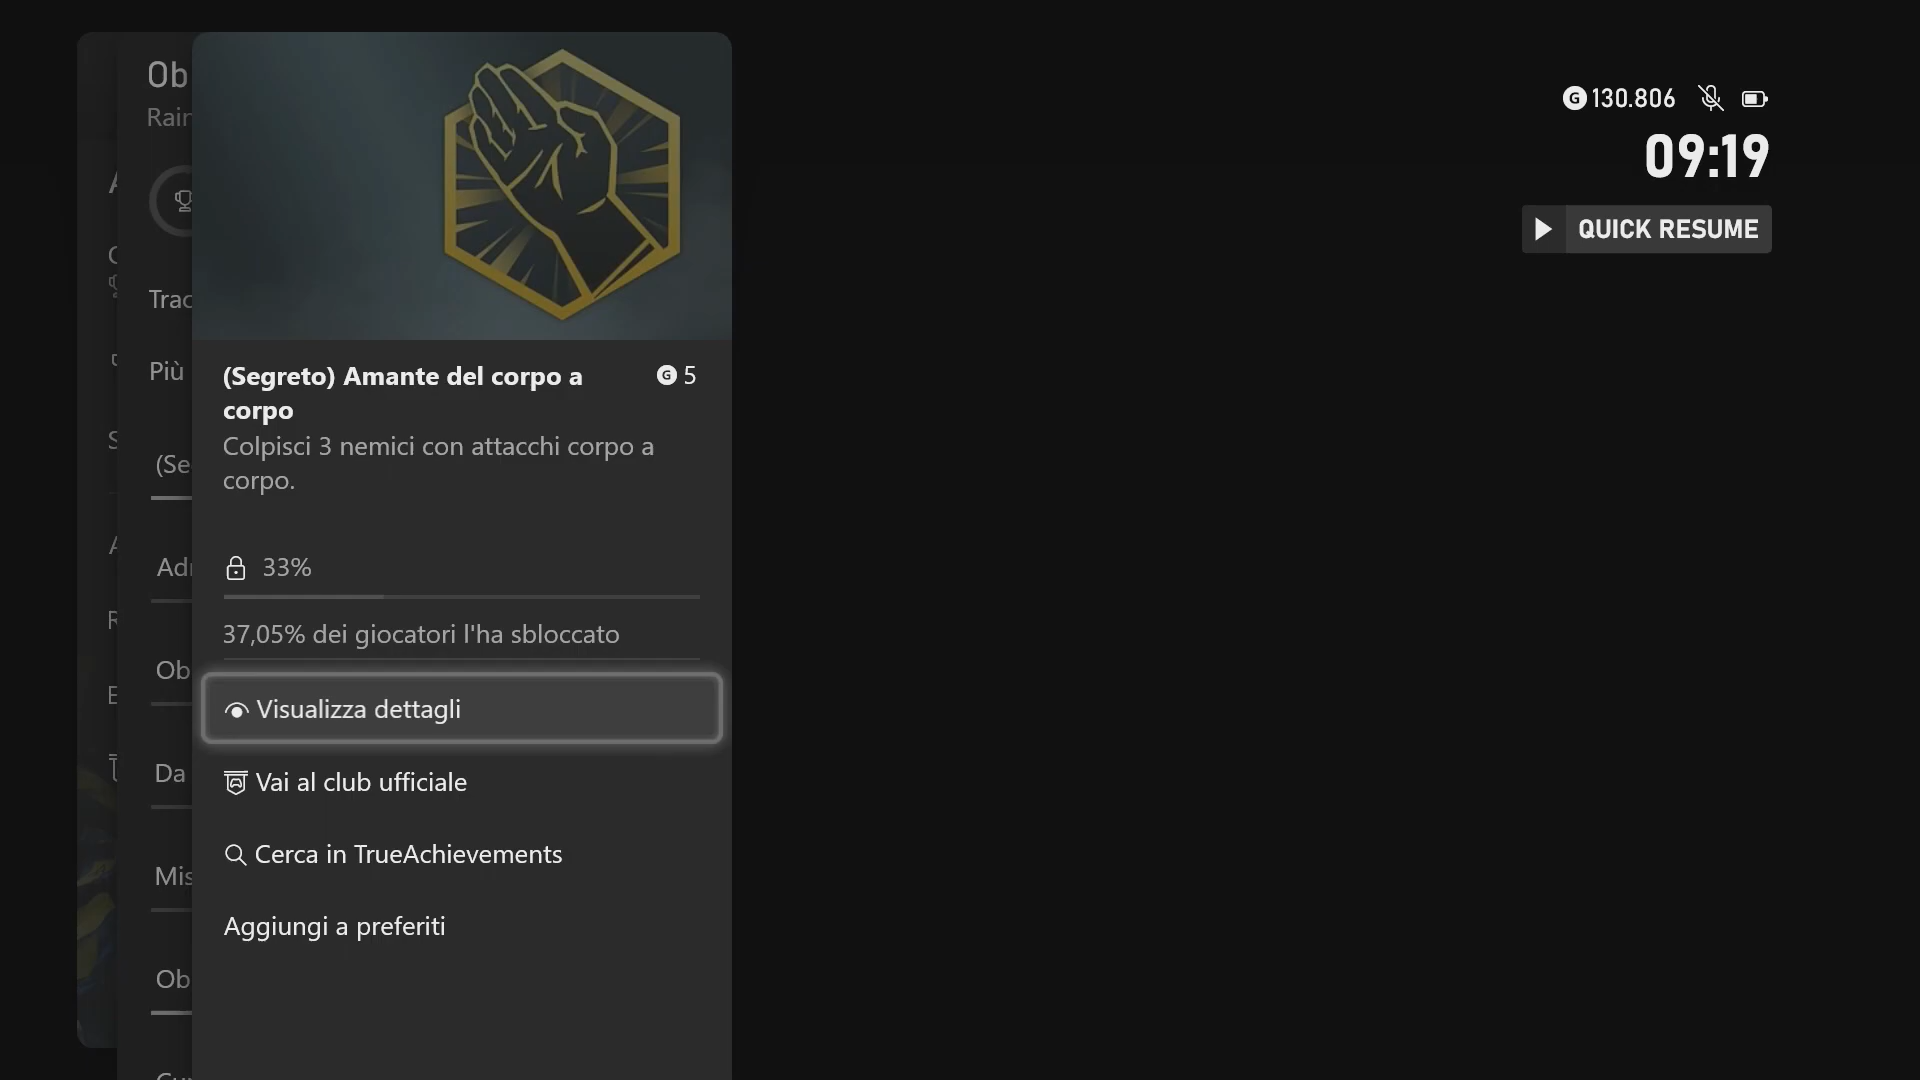 Ob
Rain
130.806
09:19
QUICK RESUME
Trac
Più
(Segreto) Amante del corpo a
corpo
5
Colpisci 3 nemici con attacchi corpo a
corpo.
(Se
33%
Ob
37,05% dei giocatori l'ha sbloccato
Visualizza dettagli
Da
Vai al club ufficiale
Cerca in TrueAchievements
Mis
Aggiungi a preferiti
Ob